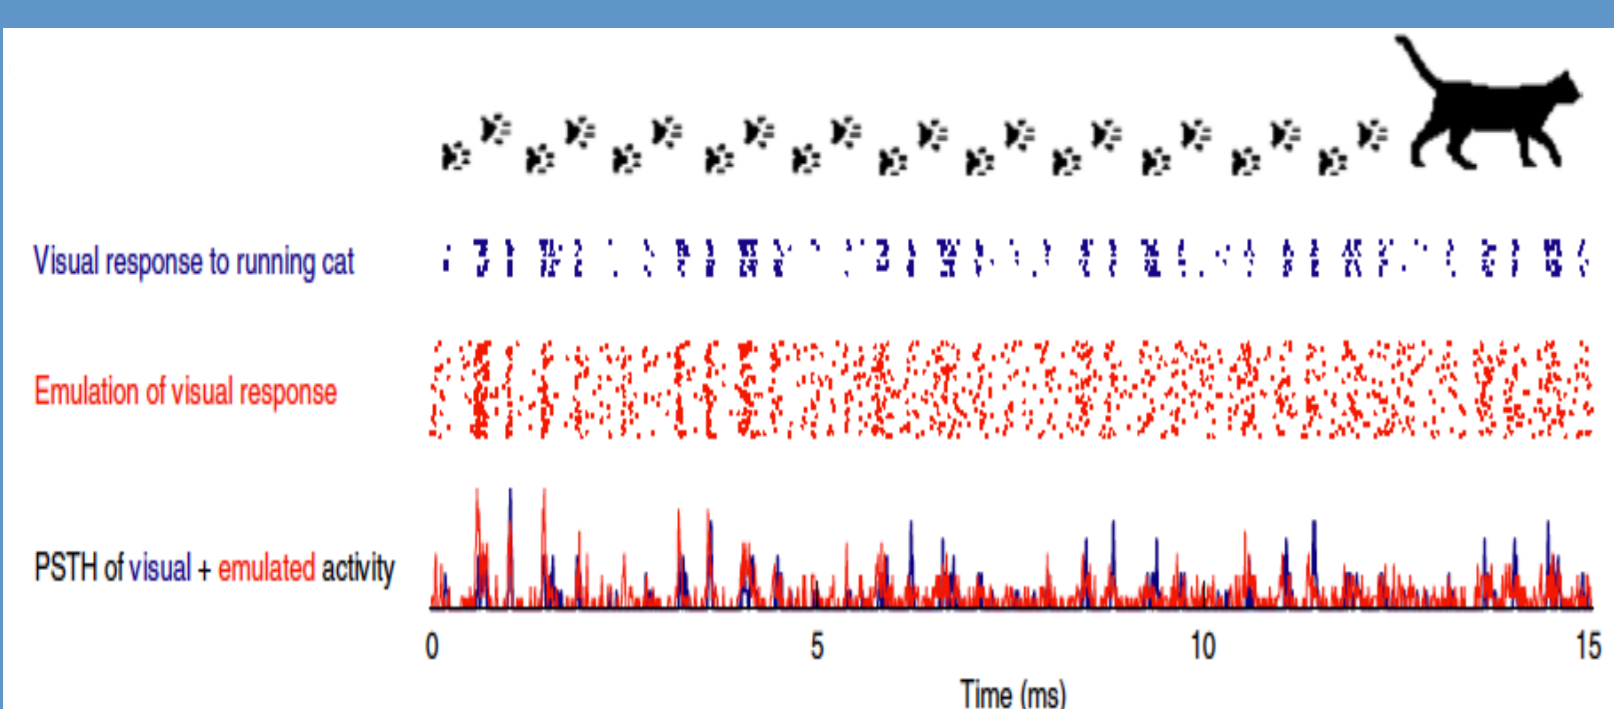 Visual response to running cat
Emulation of visual response
PSTH of visual + emulated activity
0 5 10 15
Time (ms)